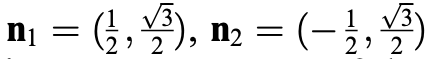 n₁ = (1/2, √3/2), n₂ = (−1/2, √3/2)